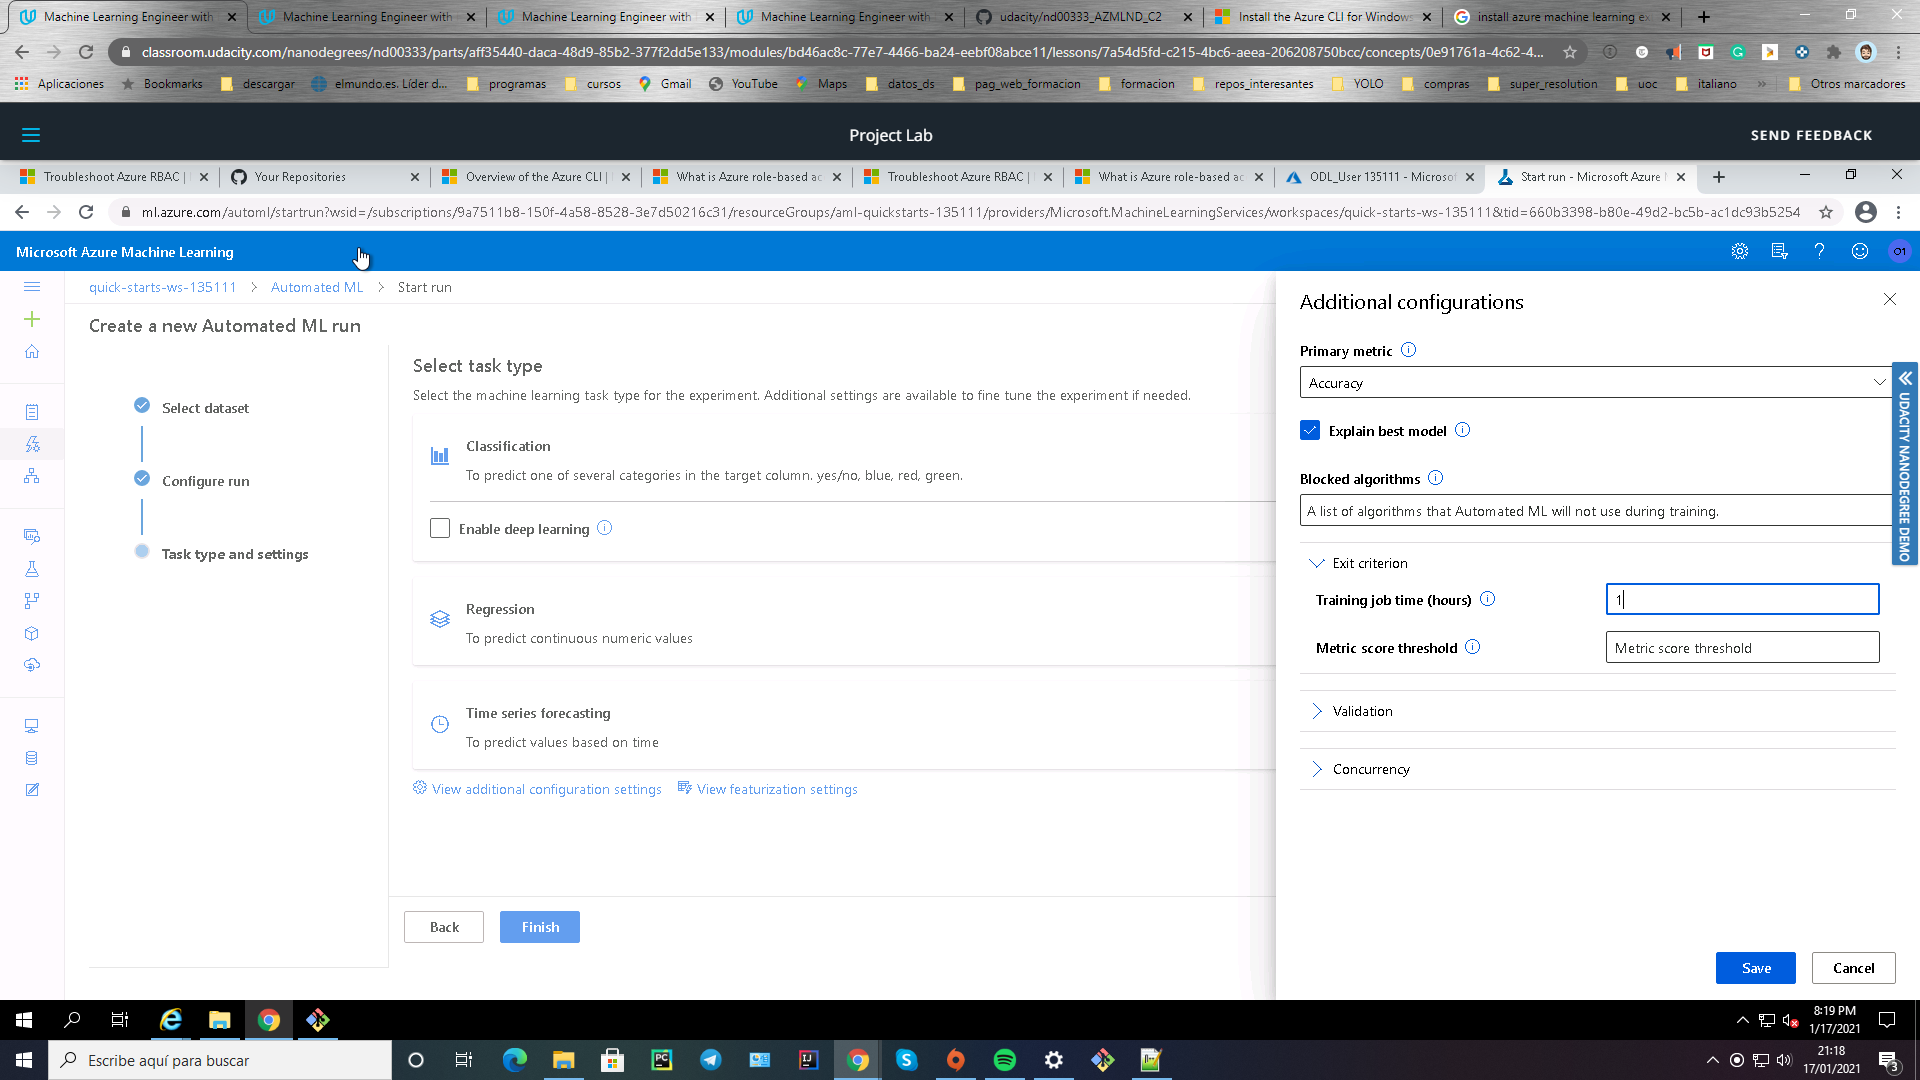 Machine Learning Engineer with
Machine Learning Engineer with
Machine Learning Engineer with
Machine Learning Engineer with
udacity/nd00333_AZMLND_C2
Install the Azure CLI for Windows
install azure machine learning ex
classroom.udacity.com/nanodegrees/nd00333/parts/aff35440-daca-48d9-85b2-377f2dd5e133/modules/bd46ac8c-77e7-4466-ba24-eebf08abce11/lessons/7a54d5fd-c215-4bc6-aeea-206208750bcc/concepts/0e91761a-4c62-4...
Aplicaciones
Bookmarks
descargar
elmundo.es. Líder d...
programas
cursos
Gmail
YouTube
Maps
datos_ds
pag_web_formacion
formacion
repos_interesantes
YOLO
compras
super_resolution
uoc
italiano
»
Otros marcadores
Project Lab
SEND FEEDBACK
Troubleshoot Azure RBAC |
Your Repositories
Overview of the Azure CLI |
What is Azure role-based ac
Troubleshoot Azure RBAC |
What is Azure role-based ac
ODL_User 135111 - Microsof
Start run - Microsoft Azure
ml.azure.com/automl/startrun?wsid=/subscriptions/9a7511b8-150f-4a58-8528-3e7d50216c31/resourceGroups/aml-quickstarts-135111/providers/Microsoft.MachineLearningServices/workspaces/quick-starts-ws-135111&tid=660b3398-b80e-49d2-bc5b-ac1dc93b5254
Microsoft Azure Machine Learning
O1
quick-starts-ws-135111 > Automated ML > Start run
Create a new Automated ML run
Select dataset
Configure run
Task type and settings
Select task type
Select the machine learning task type for the experiment. Additional settings are available to fine tune the experiment if needed.
Classification
To predict one of several categories in the target column. yes/no, blue, red, green.
Enable deep learning
Regression
To predict continuous numeric values
Time series forecasting
To predict values based on time
View additional configuration settings
View featurization settings
Back
Finish
Additional configurations
Primary metric
Accuracy
Explain best model
Blocked algorithms
A list of algorithms that Automated ML will not use during training.
Exit criterion
Training job time (hours)
1
Metric score threshold
Metric score threshold
Validation
Concurrency
Save
Cancel
UDACITY NANODEGREE DEMO
8:19 PM
1/17/2021
Escribe aquí para buscar
21:18
17/01/2021
3